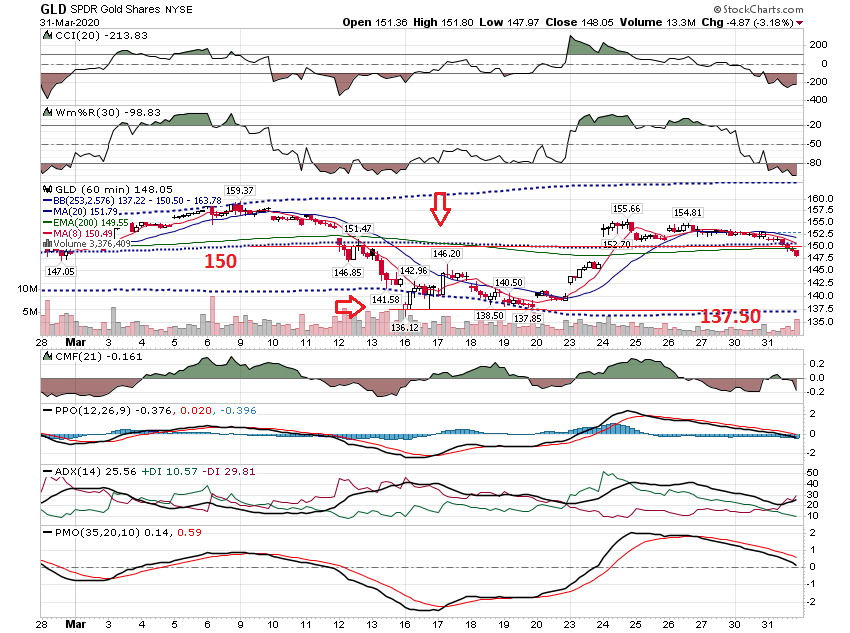 GLD SPDR Gold Shares NYSE © StockCharts.com
31-Mar-2020 Open 151.36 High 151.80 Low 147.97 Close 148.05 Volume 13.3M Chg -4.87 (-3.18%)
CCI(20) -213.83
200
0
-200
-400
Wm%R(30) -98.83
-20
-50
-80
GLD (60 min) 148.05
BB(253,2.576) 137.22 - 150.50 - 163.78
MA(20) 151.79
EMA(200) 149.55
MA(8) 150.49
Volume 3,376,409
159.37
155.66
154.81
151.47
152.70
146.20
147.05
146.85
142.96
140.50
141.58
138.50
137.85
136.12
150
137.50
160.0
157.5
155.0
152.5
150.0
147.5
145.0
142.5
140.0
137.5
135.0
10M
5M
28 Mar 3 4 5 6 9 10 11 12 13 16 17 18 19 20 23 24 25 26 27 30 31
CMF(21) -0.161
0.2
0.0
-0.2
PPO(12,26,9) -0.376, 0.020, -0.396
2
0
-2
ADX(14) 25.56 +DI 10.57 -DI 29.81
50
40
30
20
10
PMO(35,20,10) 0.14, 0.59
2
1
0
-1
-2
28 Mar 3 4 5 6 9 10 11 12 13 16 17 18 19 20 23 24 25 26 27 30 31